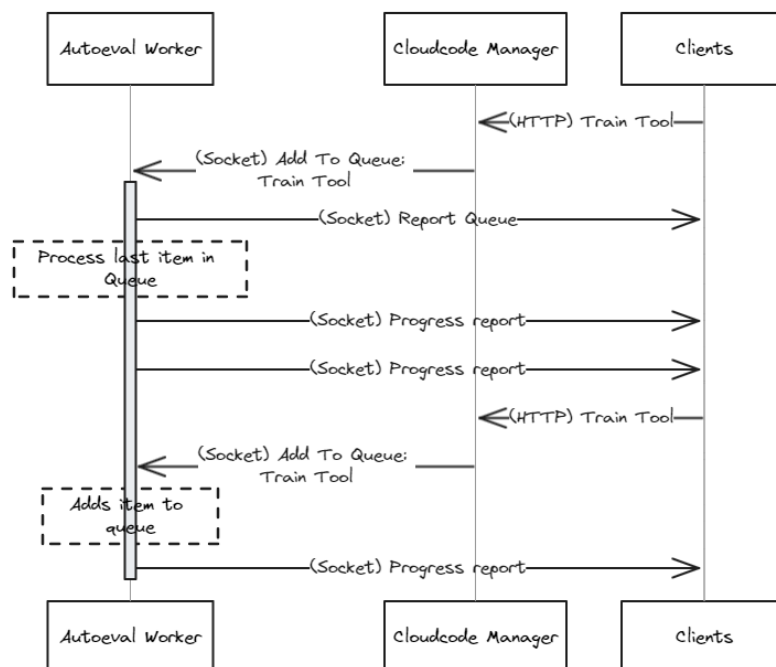 Autoeval Worker
Cloudcode Manager
Clients
(HTTP) Train Tool
(Socket) Add To Queue:
Train Tool
(Socket) Report Queue
Process last item in
Queue
(Socket) Progress report
(Socket) Progress report
(HTTP) Train Tool
(Socket) Add To Queue:
Train Tool
Adds item to
queue
(Socket) Progress report
Autoeval Worker
Cloudcode Manager
Clients